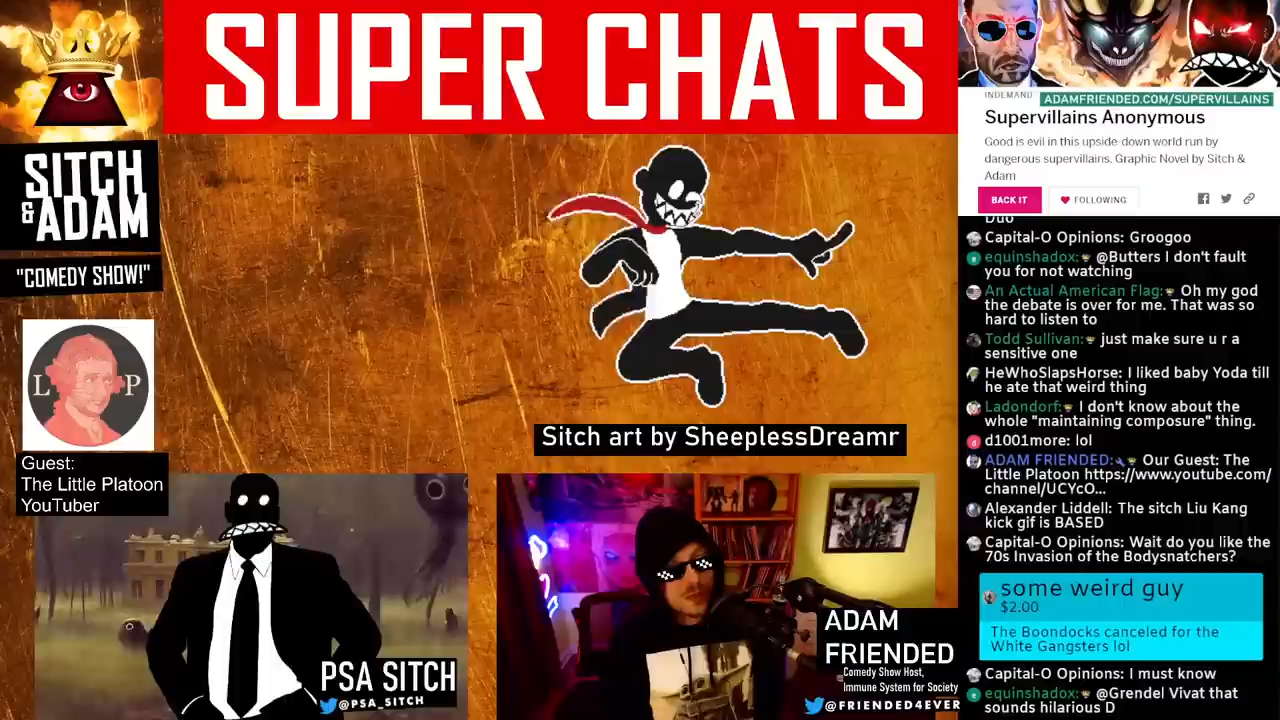 SUPER CHATS
SITCH
& ADAM
"COMEDY SHOW!"
L P
Guest:
The Little Platoon
YouTuber
Sitch art by SheeplessDreamr
PSA SITCH
@PSA_SITCH
ADAM
FRIENDED
Comedy Show Host,
Immune System for Society
@FRIENDED4EVER
INDEMAND
ADAMFRIENDED.COM/SUPERVILLAINS
Supervillains Anonymous
Good is evil in this upside-down world run by
dangerous supervillains. Graphic Novel by Sitch &
Adam
BACK IT
FOLLOWING
Duo
Capital-O Opinions: Groogoo
equinshadox: @Butters I don't fault
you for not watching
An Actual American Flag: Oh my god
the debate is over for me. That was so
hard to listen to
Todd Sullivan: just make sure u r a
sensitive one
HeWhoSlapsHorse: I liked baby Yoda till
he ate that weird thing
Ladondorf: I don't know about the
whole "maintaining composure" thing.
d1001more: lol
ADAM FRIENDED: Our Guest: The
Little Platoon https://www.youtube.com/
channel/UCYcO...
Alexander Liddell: The sitch Liu Kang
kick gif is BASED
Capital-O Opinions: Wait do you like the
70s Invasion of the Bodysnatchers?
some weird guy
$2.00
The Boondocks canceled for the
White Gangsters lol
Capital-O Opinions: I must know
equinshadox: @Grendel Vivat that
sounds hilarious D